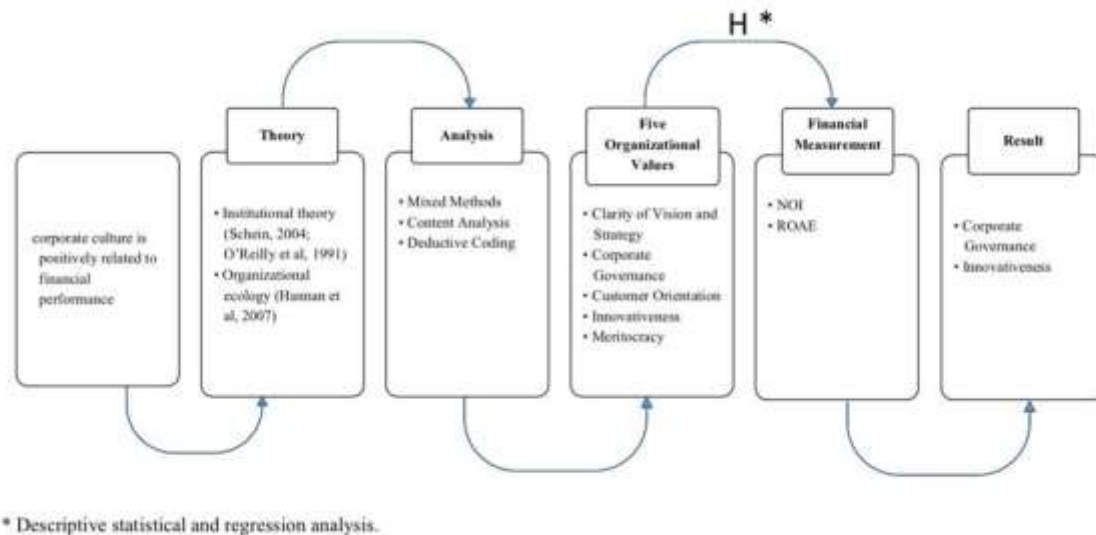 H *
corporate culture is
positively related to
financial
performance
Theory
• Institutional theory
(Schein, 2004;
O'Reilly et al, 1991)
• Organizational
ecology (Hannan et
al, 2007)
Analysis
• Mixed Methods
• Content Analysis
• Deductive Coding
Five
Organizational
Values
• Clarity of Vision and
Strategy
• Corporate
Governance
• Customer Orientation
• Innovativeness
• Meritocracy
Financial
Measurement
• NOI
• ROAE
Result
• Corporate
Governance
• Innovativeness
* Descriptive statistical and regression analysis.